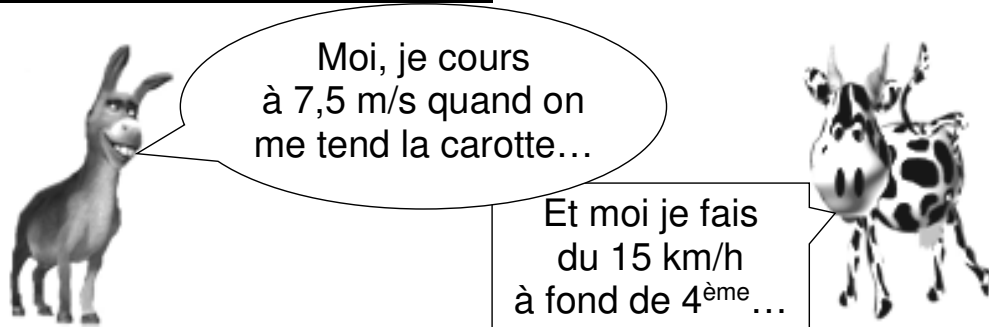 Moi, je cours
à 7,5 m/s quand on
me tend la carotte…
Et moi je fais
du 15 km/h
à fond de 4ème…